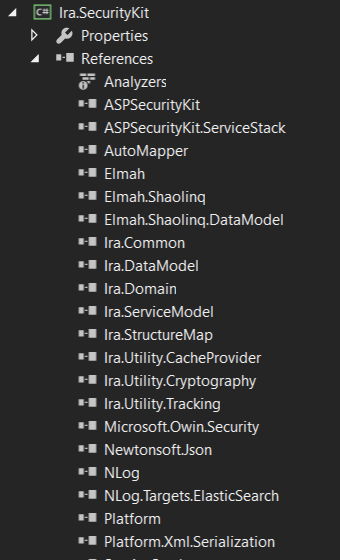 C# Ira.SecurityKit
Properties
References
Analyzers
ASPSecurityKit
ASPSecurityKit.ServiceStack
AutoMapper
Elmah
Elmah.Shaolinq
Elmah.Shaolinq.DataModel
Ira.Common
Ira.DataModel
Ira.Domain
Ira.ServiceModel
Ira.StructureMap
Ira.Utility.CacheProvider
Ira.Utility.Cryptography
Ira.Utility.Tracking
Microsoft.Owin.Security
Newtonsoft.Json
NLog
NLog.Targets.ElasticSearch
Platform
Platform.Xml.Serialization